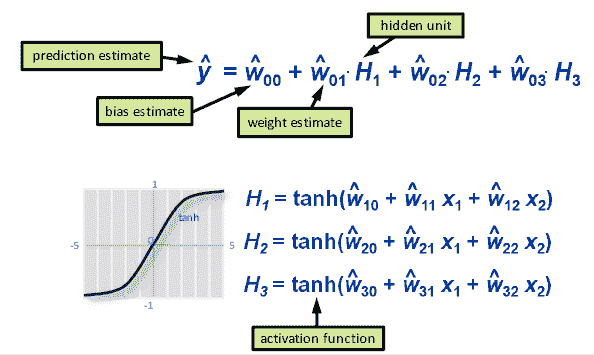 hidden unit
prediction estimate
ŷ = ŵ₀₀ + ŵ₀₁· H₁ + ŵ₀₂· H₂ + ŵ₀₃ H₃
bias estimate
weight estimate
1
tanh
-5 0 5
-1
H₁ = tanh(ŵ₁₀ + ŵ₁₁ x₁ + ŵ₁₂ x₂)
H₂ = tanh(ŵ₂₀ + ŵ₂₁ x₁ + ŵ₂₂ x₂)
H₃ = tanh(ŵ₃₀ + ŵ₃₁ x₁ + ŵ₃₂ x₂)
activation function